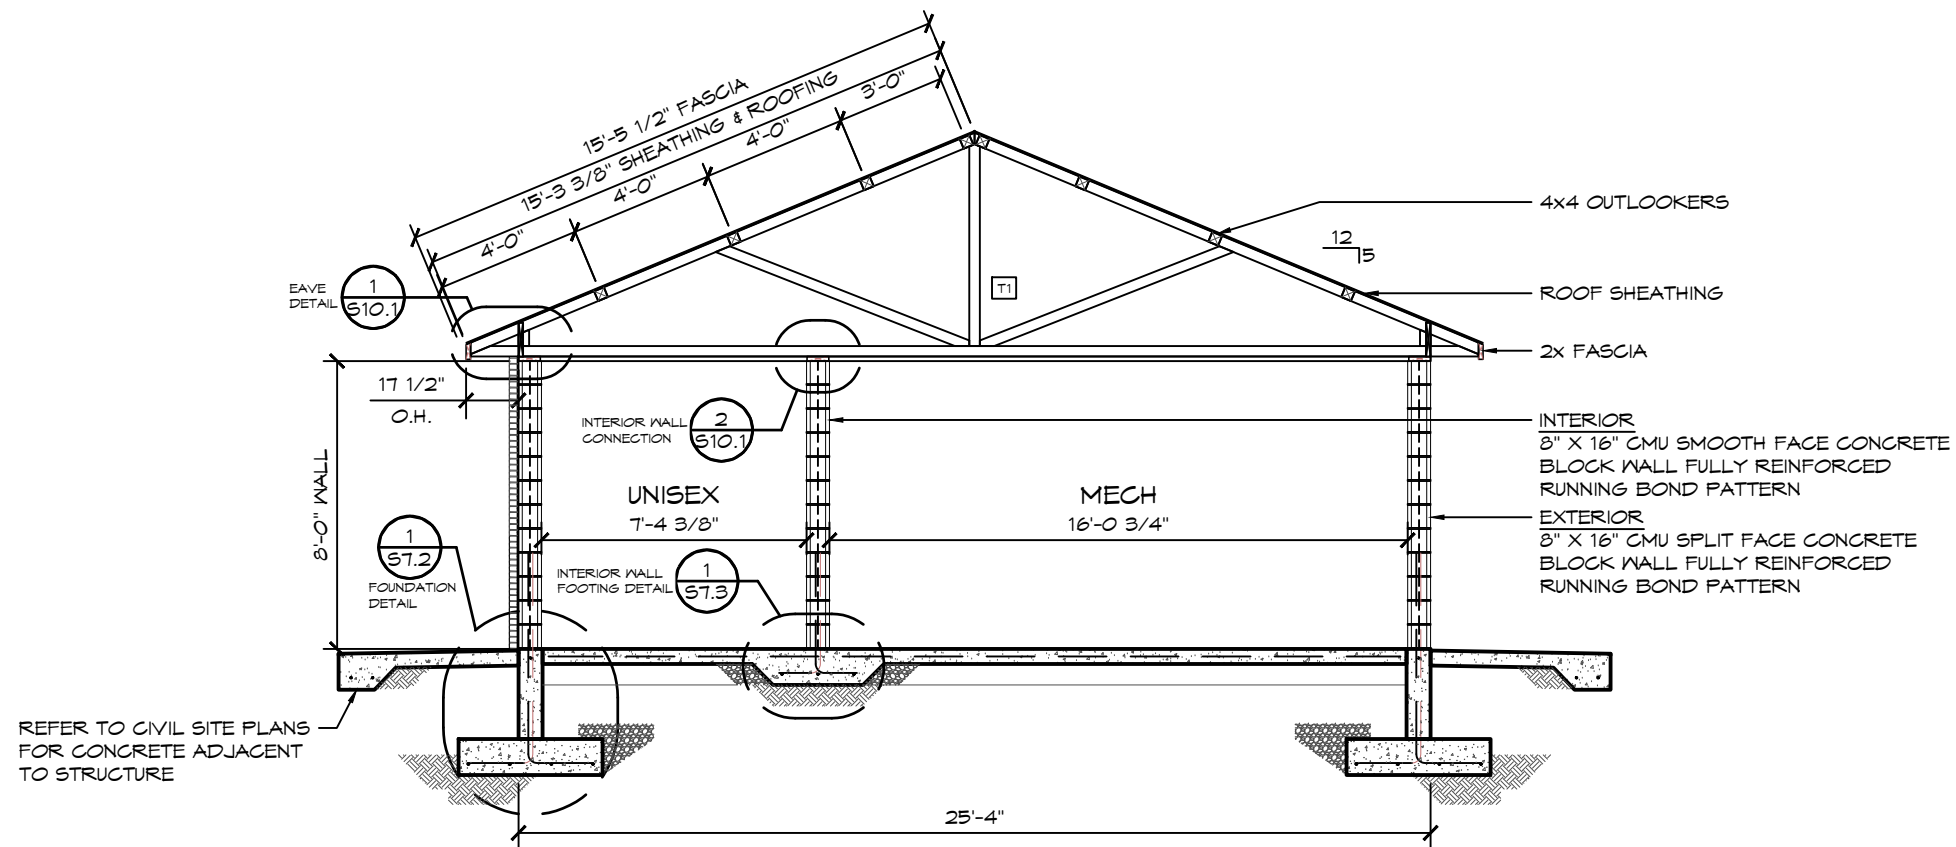 15'-5 1/2" FASCIA
15'-3 3/8" SHEATHING & ROOFING
4'-0"
4'-0"
4'-0"
3'-0"
4x4 OUTLOOKERS
12
5
EAVE
DETAIL
1
S10.1
T1
ROOF SHEATHING
2x FASCIA
17 1/2"
O.H.
8'-0" WALL
INTERIOR WALL
CONNECTION
2
S10.1
INTERIOR
8" X 16" CMU SMOOTH FACE CONCRETE
BLOCK WALL FULLY REINFORCED
RUNNING BOND PATTERN
UNISEX
7'-4 3/8"
MECH
16'-0 3/4"
EXTERIOR
8" X 16" CMU SPLIT FACE CONCRETE
BLOCK WALL FULLY REINFORCED
RUNNING BOND PATTERN
1
S7.2
FOUNDATION
DETAIL
INTERIOR WALL
FOOTING DETAIL
1
S7.3
REFER TO CIVIL SITE PLANS
FOR CONCRETE ADJACENT
TO STRUCTURE
25'-4"